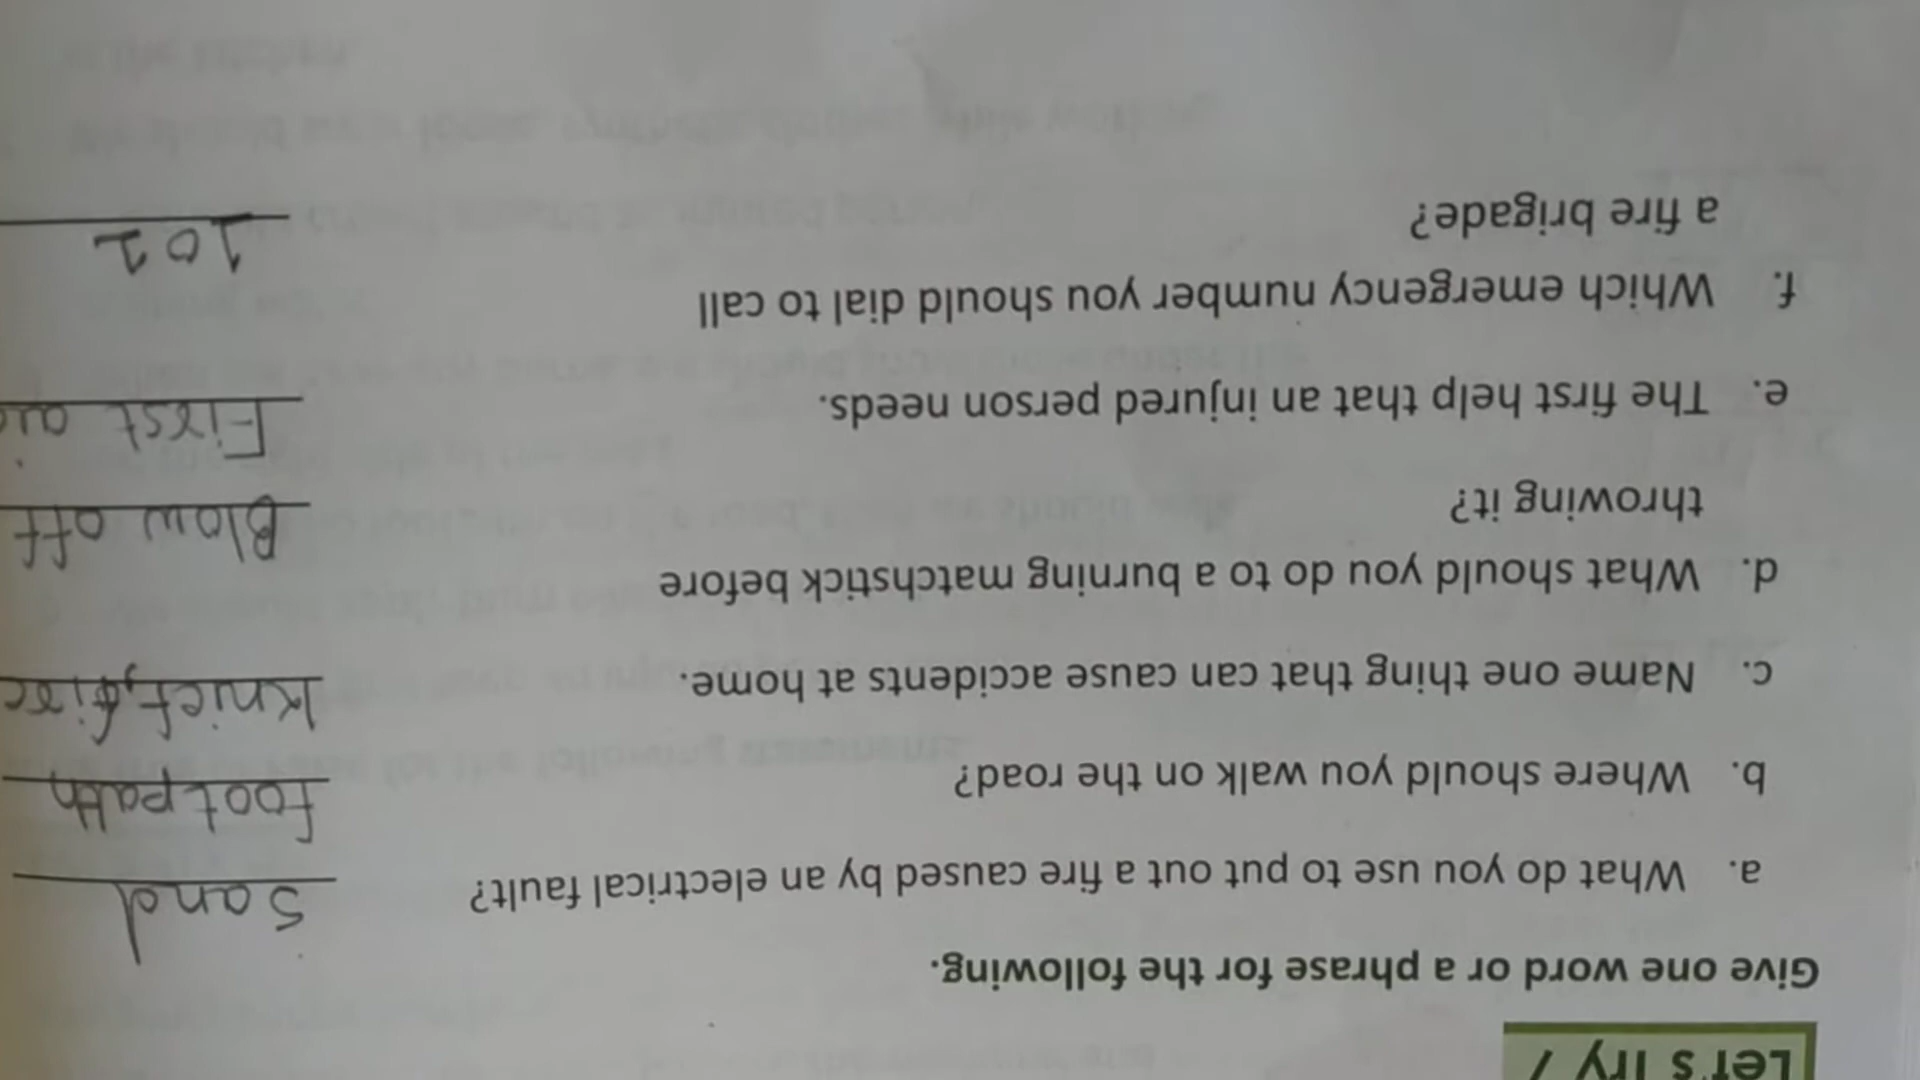 Let's Try 7
Give one word or a phrase for the following.
a. What do you use to put out a fire caused by an electrical fault? Sand
b. Where should you walk on the road? footpath
c. Name one thing that can cause accidents at home. Knief, fire
d. What should you do to a burning matchstick before
throwing it? Blow off
e. The first help that an injured person needs. First aid
f. Which emergency number you should dial to call
a fire brigade? 101